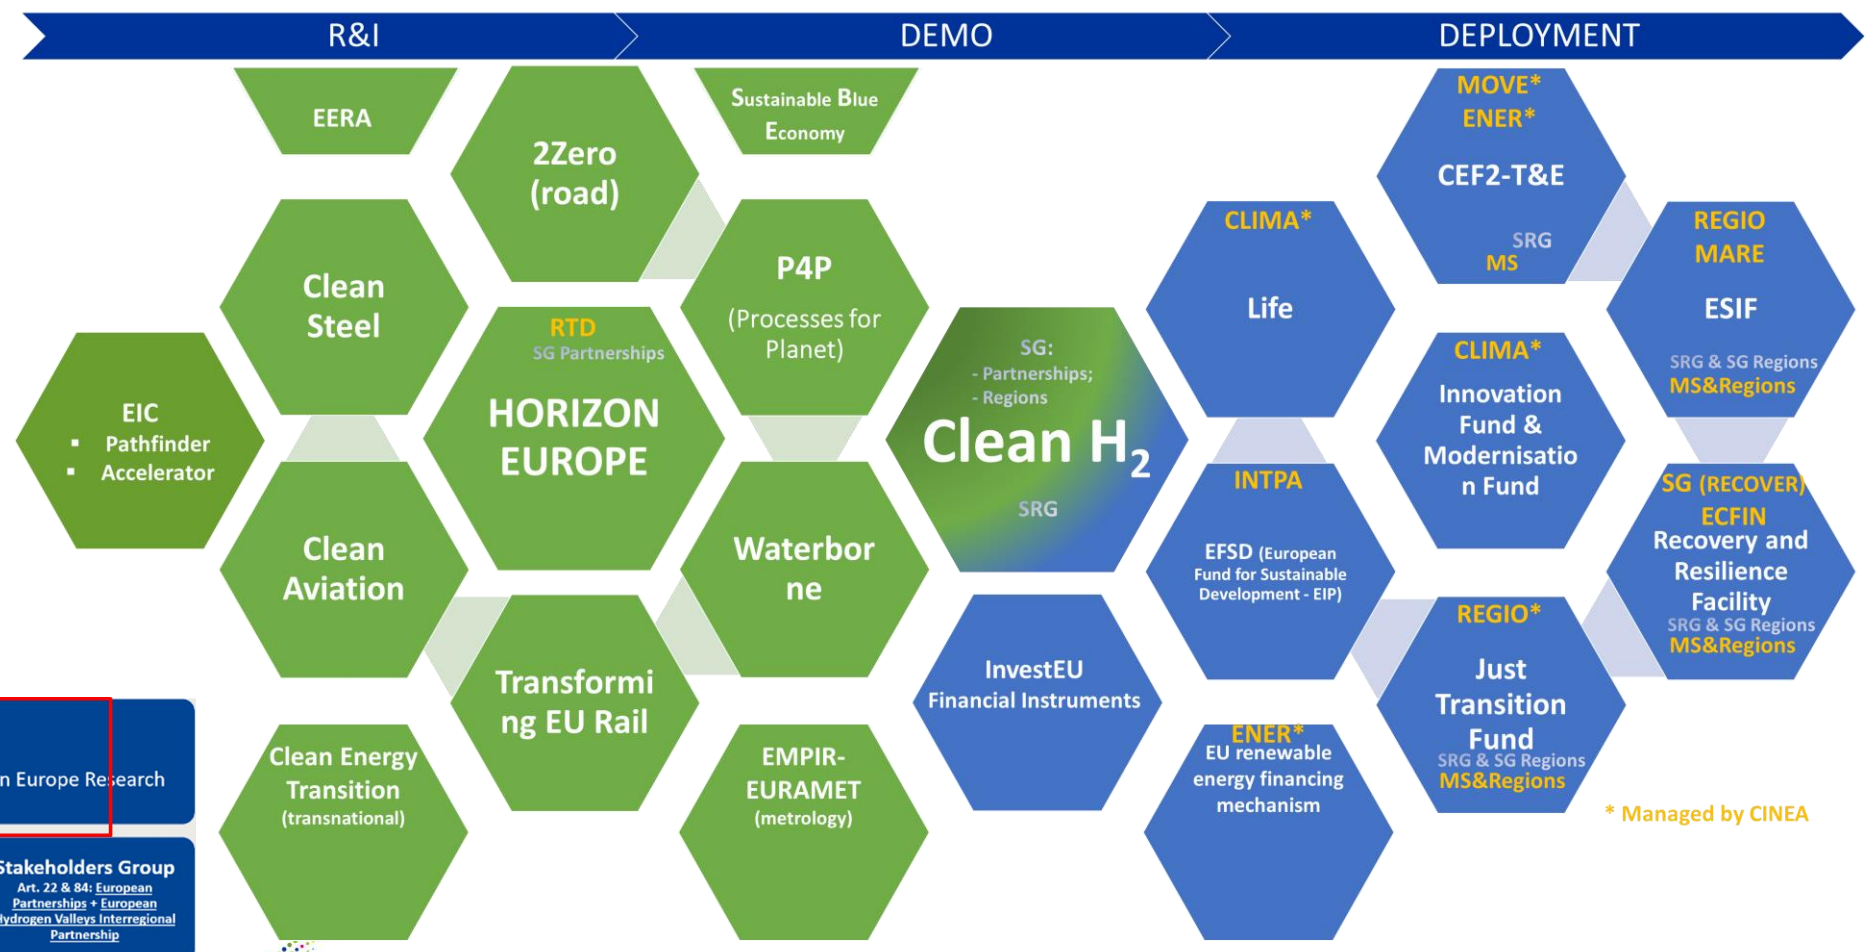 R&I
DEMO
DEPLOYMENT
EERA
2Zero
(road)
Sustainable Blue
Economy
MOVE*
ENER*
CEF2-T&E
SRG
MS
Clean
Steel
P4P
(Processes for
Planet)
CLIMA*
Life
REGIO
MARE
ESIF
SRG & SG Regions
MS&Regions
EIC
▪ Pathfinder
▪ Accelerator
RTD
SG Partnerships
HORIZON
EUROPE
SG:
- Partnerships;
- Regions
Clean H₂
SRG
CLIMA*
Innovation
Fund &
Modernisatio
n Fund
Clean
Aviation
Waterbor
ne
INTPA
EFSD (European
Fund for Sustainable
Development - EIP)
SG (RECOVER)
ECFIN
Recovery and
Resilience
Facility
SRG & SG Regions
MS&Regions
Transformi
ng EU Rail
InvestEU
Financial Instruments
REGIO*
Just
Transition
Fund
SRG & SG Regions
MS&Regions
Clean Energy
Transition
(transnational)
EMPIR-
EURAMET
(metrology)
ENER*
EU renewable
energy financing
mechanism
* Managed by CINEA
n Europe Research
Stakeholders Group
Art. 22 & 84: European
Partnerships + European
Hydrogen Valleys Interregional
Partnership